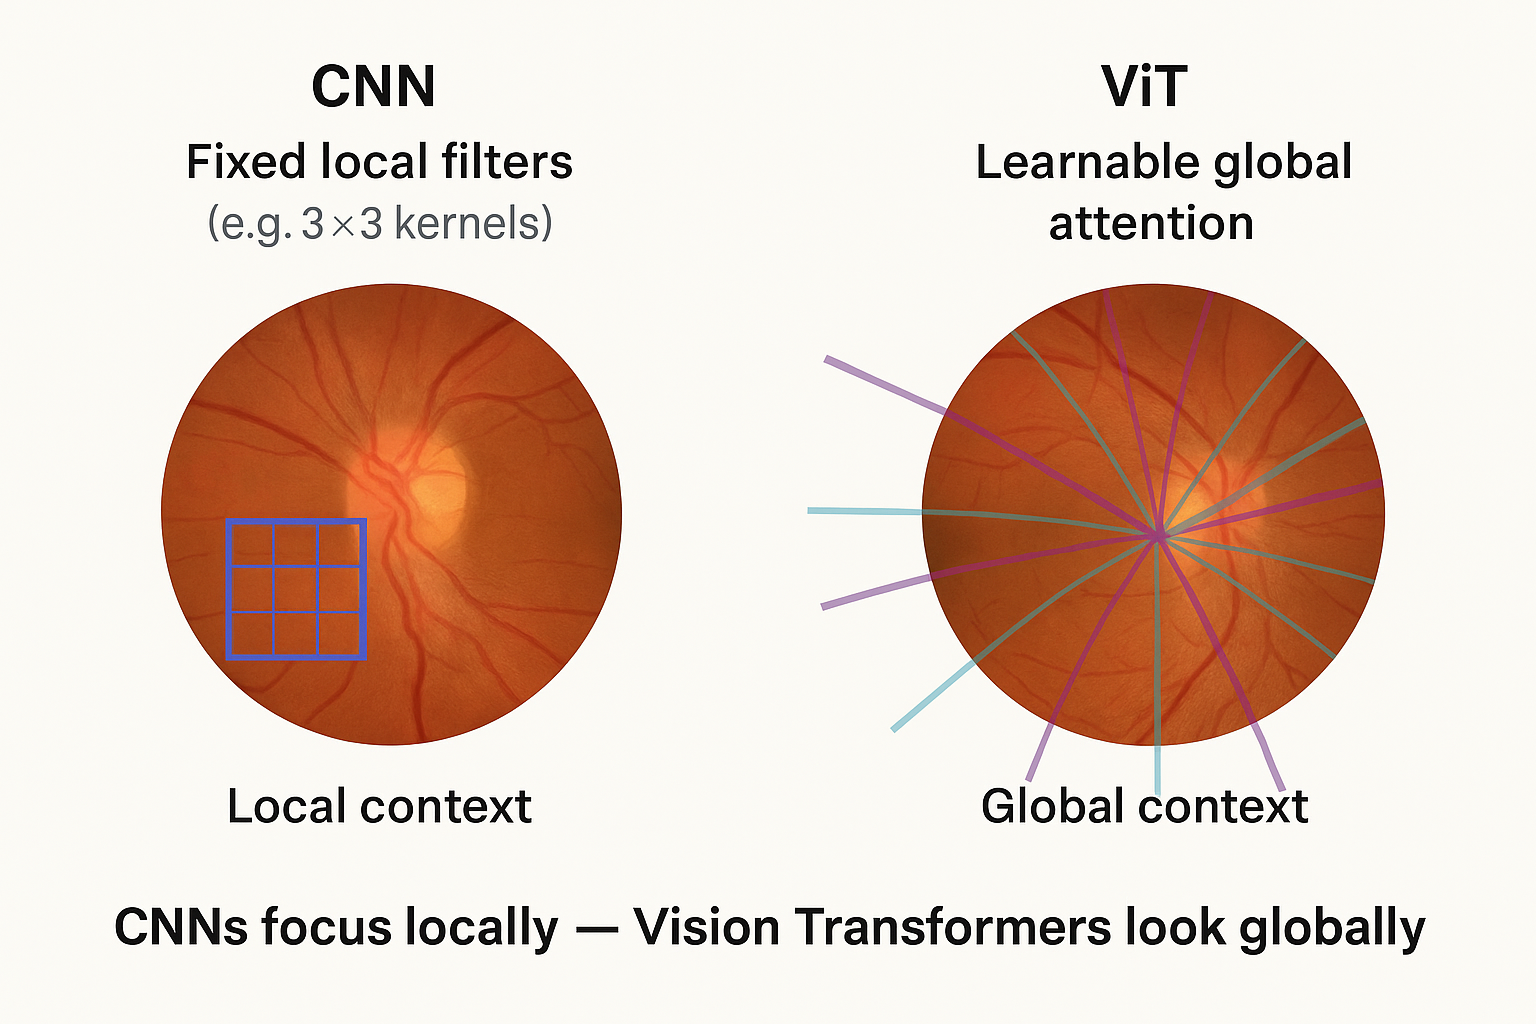 CNN
Fixed local filters
(e.g. 3×3 kernels)
Local context
ViT
Learnable global
attention
Global context
CNNs focus locally — Vision Transformers look globally